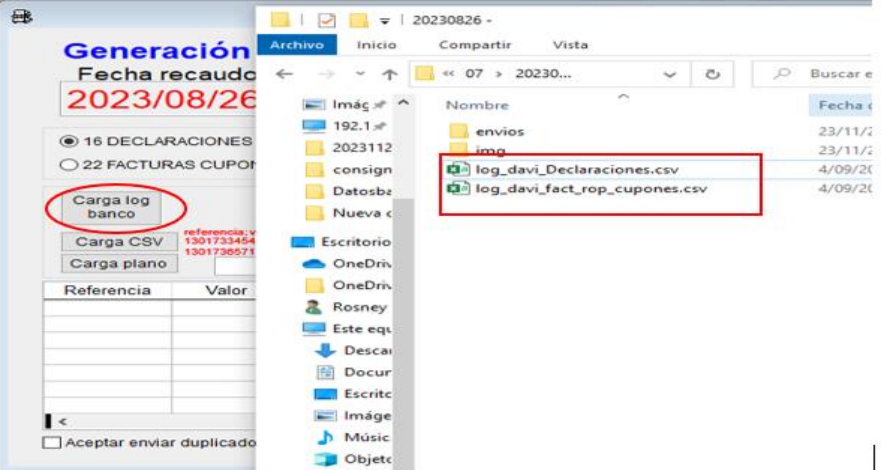 Generación
Fecha recaudo
2023/08/26
16 DECLARACIONES
22 FACTURAS CUPON
Carga log
banco
Carga CSV
referencia;v
1301733454
1301736571
Carga plano
Referencia Valor
<
Aceptar enviar duplicado
20230826 -
Archivo Inicio Compartir Vista
« 07 > 20230... Buscar e
Imág
192.1
2023112
consign
Datosba
Nueva c
Escritorio
OneDriv
OneDriv
Rosney
Este equ
Descar
Docur
Escritc
Imáge
Músic
Objetc
Nombre Fecha
envios 23/11/2
img 23/11/2
log_davi_Declaraciones.csv 4/09/20
log_davi_fact_rop_cupones.csv 4/09/20